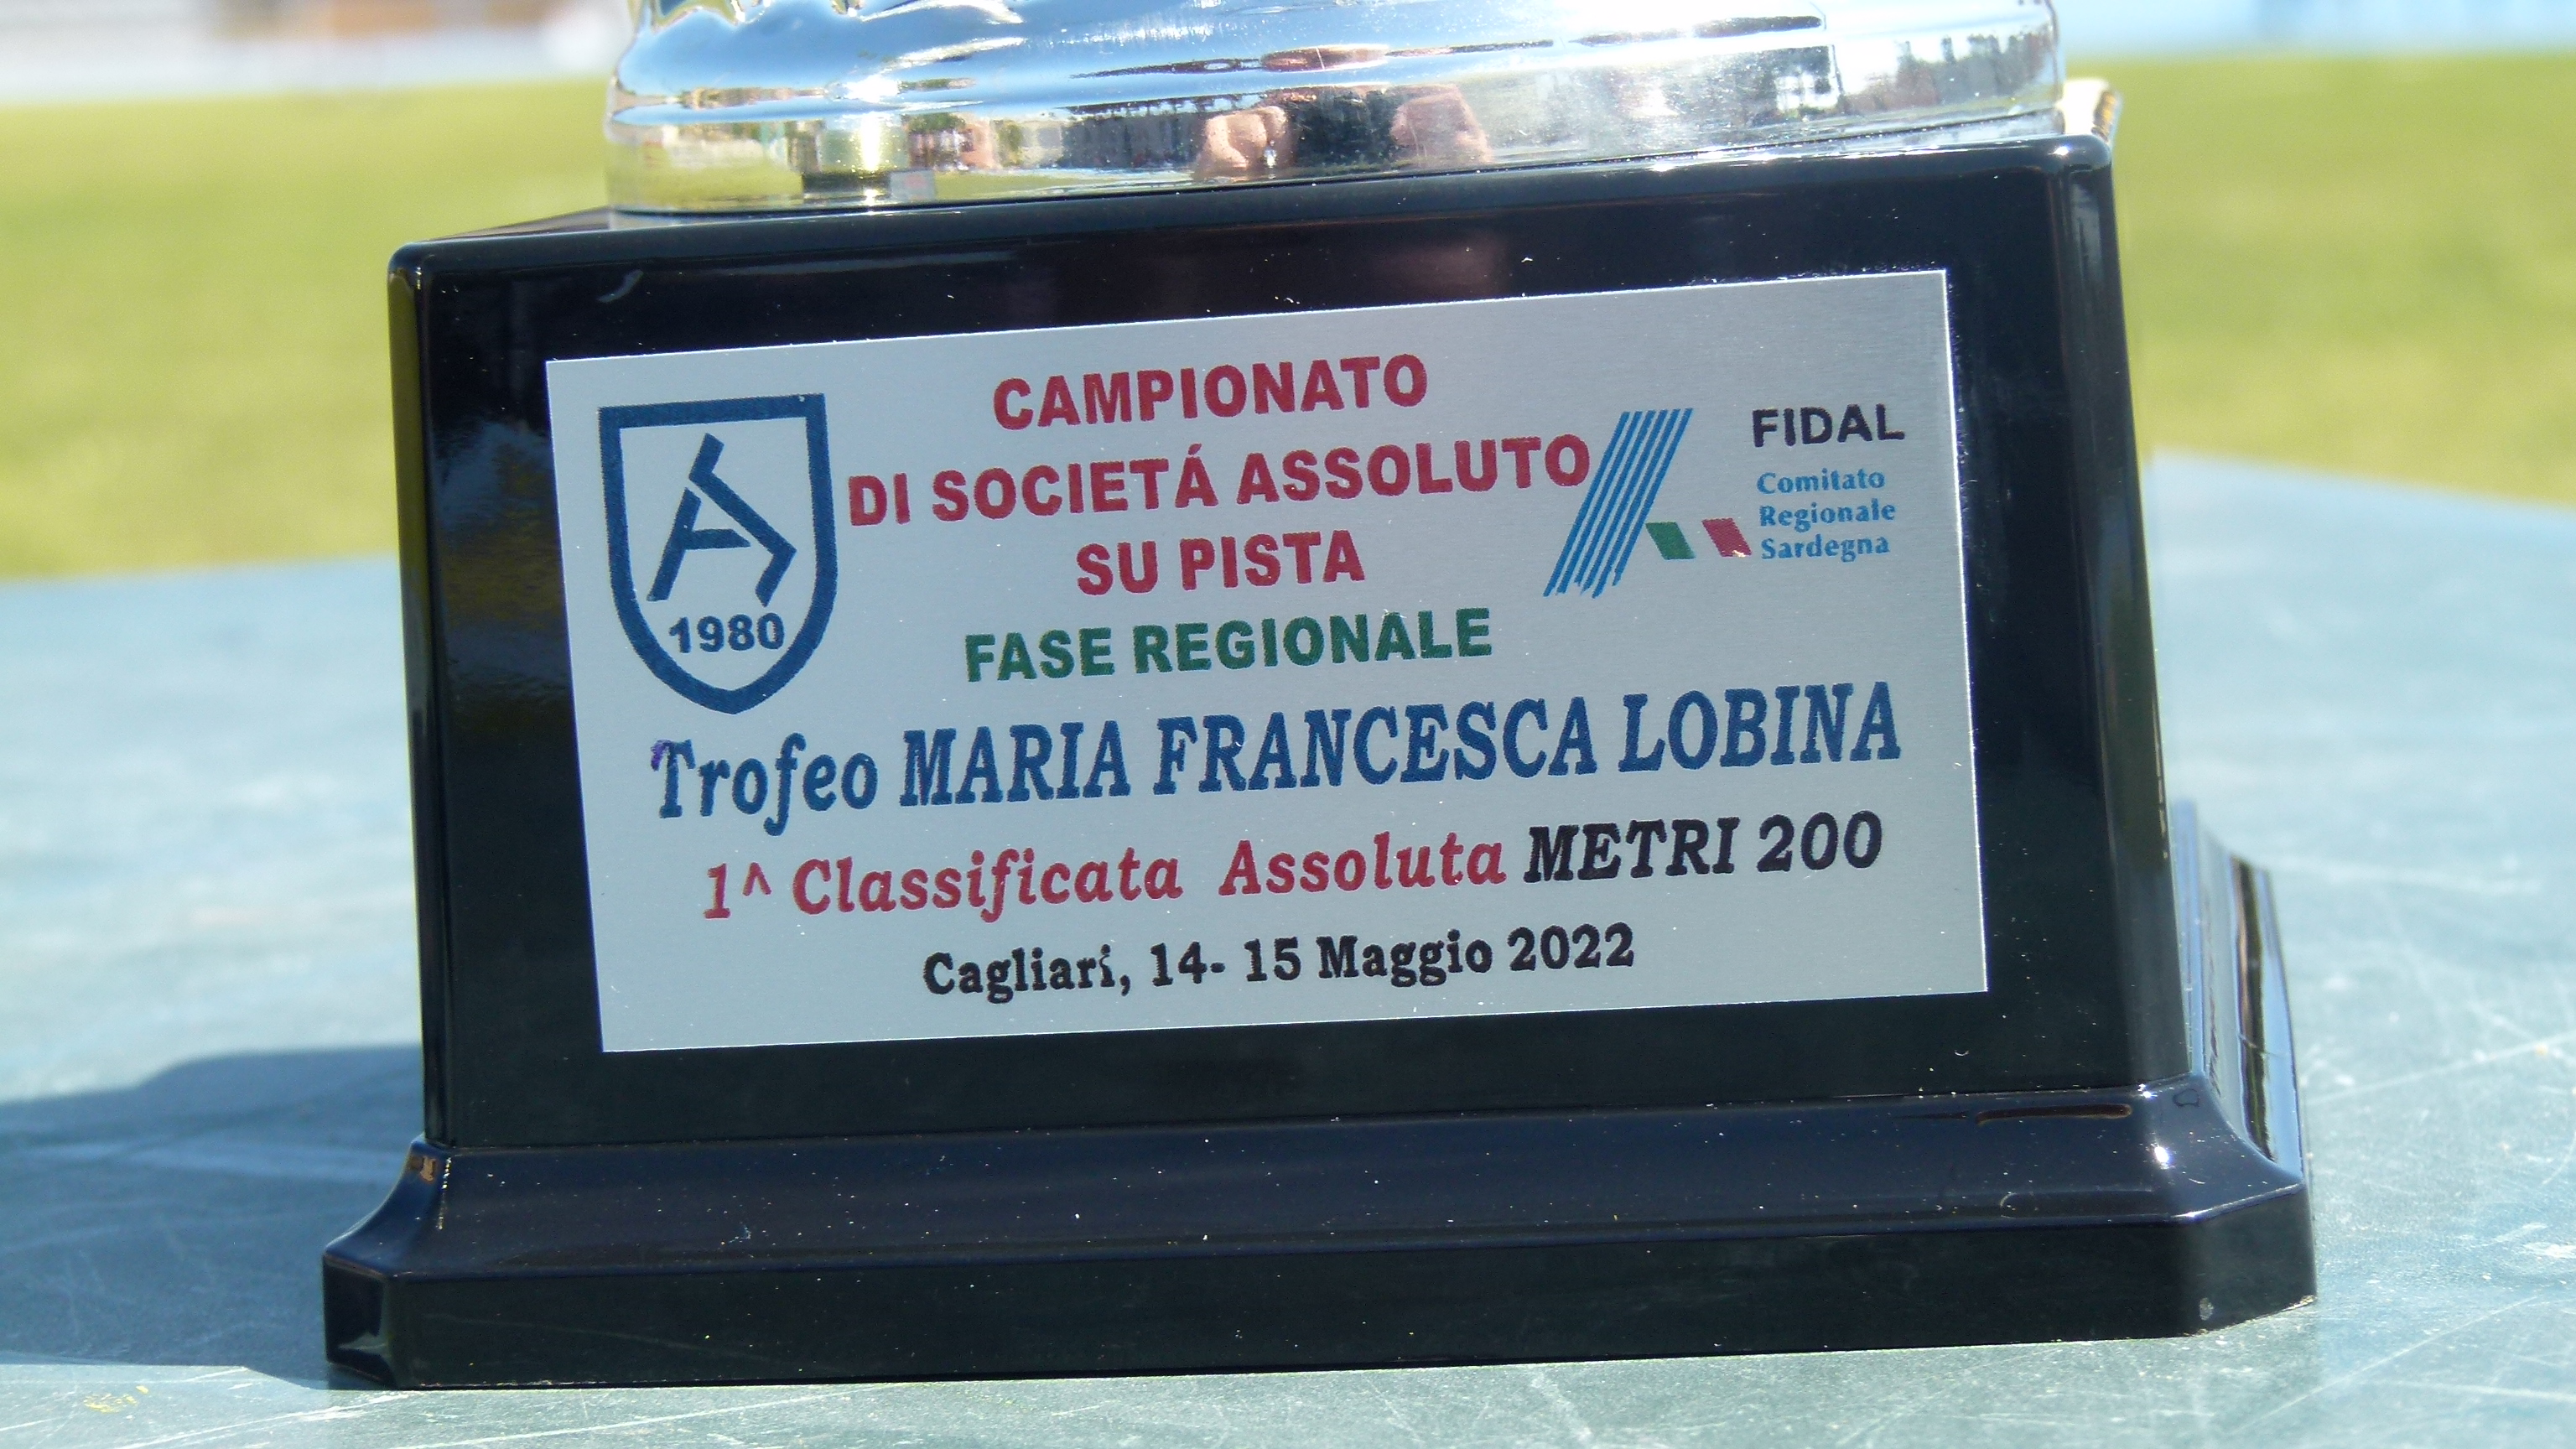 CAMPIONATO
DI SOCIETÁ ASSOLUTO
SU PISTA
FASE REGIONALE
1980
FIDAL
Comitato
Regionale
Sardegna
Trofeo MARIA FRANCESCA LOBINA
1^ Classificata Assoluta METRI 200
Cagliarí, 14- 15 Maggio 2022